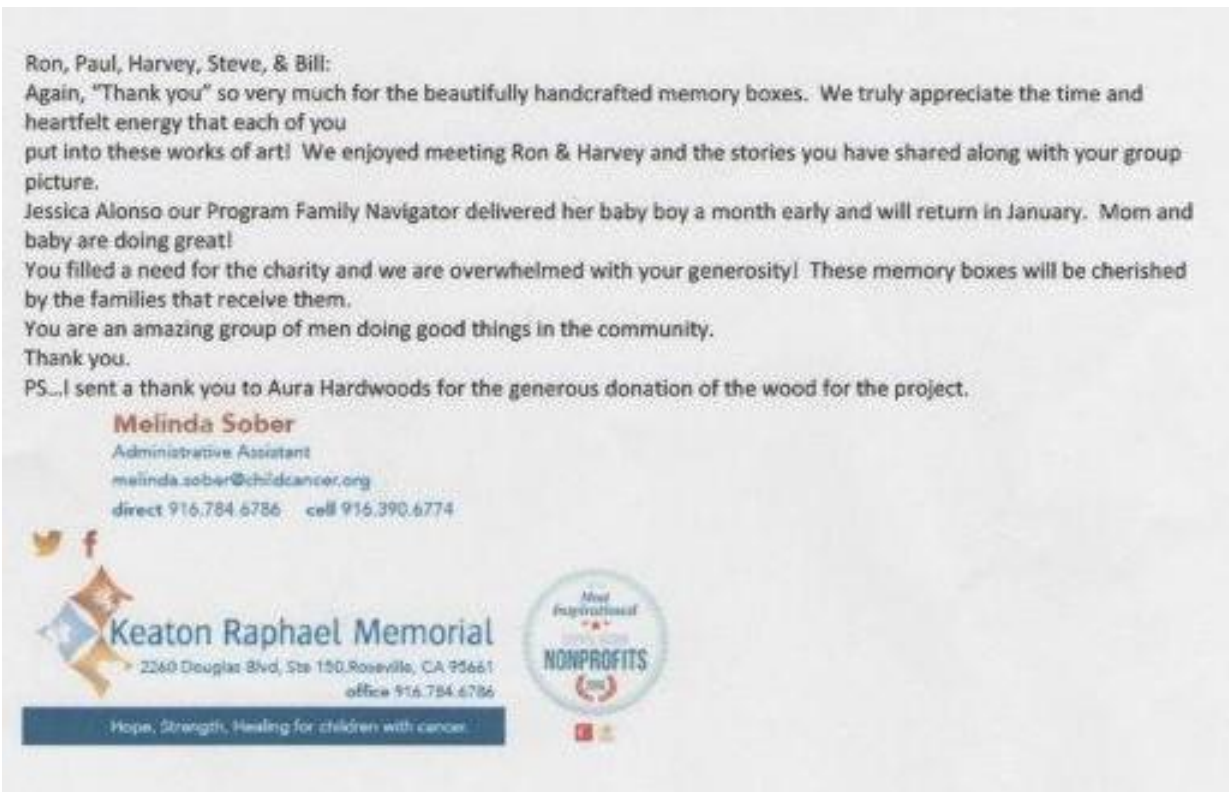 Ron, Paul, Harvey, Steve, & Bill:
Again, "Thank you" so very much for the beautifully handcrafted memory boxes.  We truly appreciate the time and
heartfelt energy that each of you
put into these works of art!  We enjoyed meeting Ron & Harvey and the stories you have shared along with your group
picture.
Jessica Alonso our Program Family Navigator delivered her baby boy a month early and will return in January.  Mom and
baby are doing great!
You filled a need for the charity and we are overwhelmed with your generosity!  These memory boxes will be cherished
by the families that receive them.
You are an amazing group of men doing good things in the community.
Thank you.
PS...I sent a thank you to Aura Hardwoods for the generous donation of the wood for the project.
Melinda Sober
Administrative Assistant
melinda.sober@childcancer.org
direct 916.784.6786 cell 916.390.6774
Keaton Raphael Memorial
2260 Douglas Blvd, Ste 150, Roseville, CA 95661
office 916.784.6786
Hope, Strength, Healing for children with cancer.
Most
Inspirational
NONPROFITS